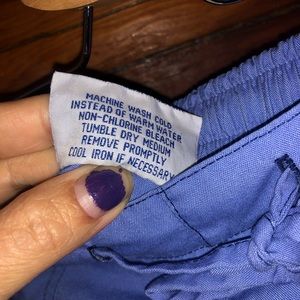 MACHINE WASH COLD
INSTEAD OF WARM WATER
NON-CHLORINE BLEACH
TUMBLE DRY MEDIUM
REMOVE PROMPTLY
COOL IRON IF NECESSARY